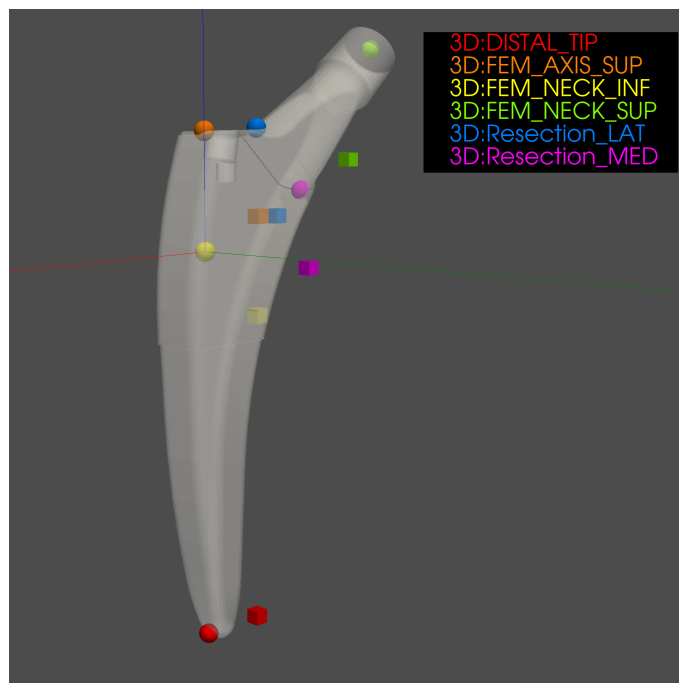 3D:DISTAL_TIP
3D:FEM_AXIS_SUP
3D:FEM_NECK_INF
3D:FEM_NECK_SUP
3D:Resection_LAT
3D:Resection_MED